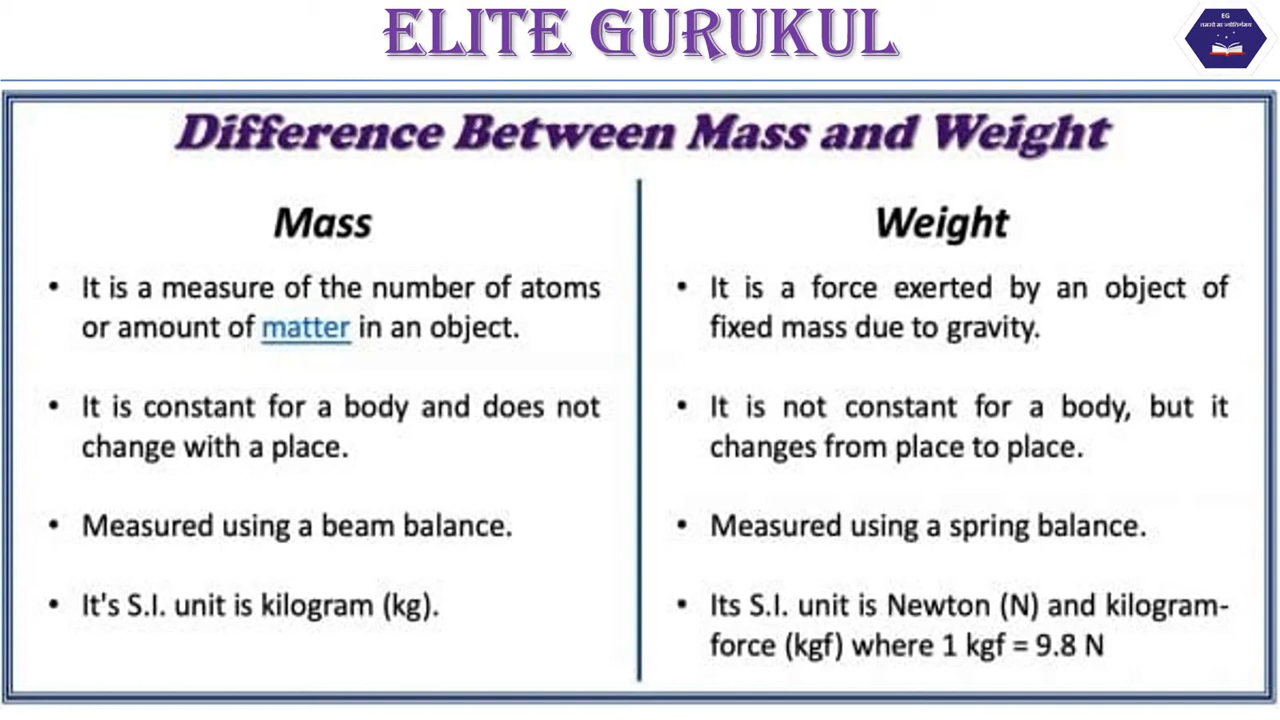 ELITE GURUKUL
EG
तमसो मा ज्योतिर्गमय
Difference Between Mass and Weight
Mass
• It is a measure of the number of atoms
or amount of matter in an object.
• It is constant for a body and does not
change with a place.
• Measured using a beam balance.
• It's S.I. unit is kilogram (kg).
Weight
• It is a force exerted by an object of
fixed mass due to gravity.
• It is not constant for a body, but it
changes from place to place.
• Measured using a spring balance.
• Its S.I. unit is Newton (N) and kilogram-
force (kgf) where 1 kgf = 9.8 N